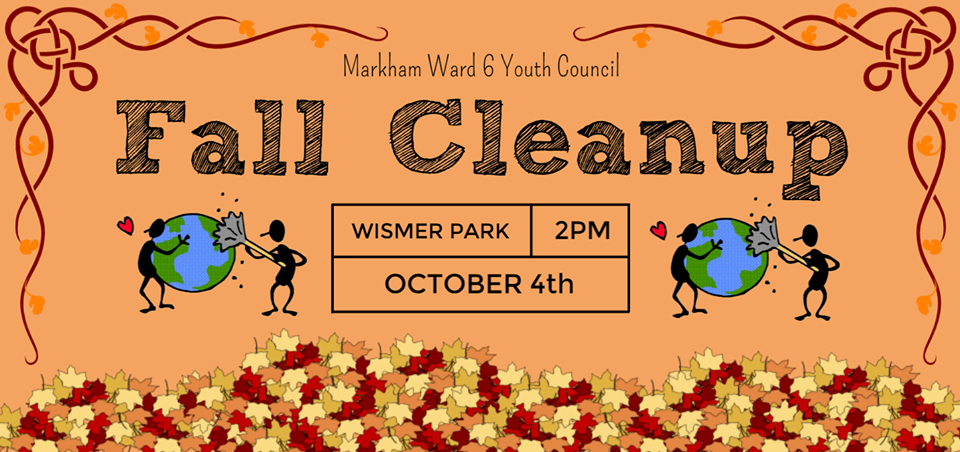 Markham Ward 6 Youth Council
Fall Cleanup
WISMER PARK 2PM
OCTOBER 4th